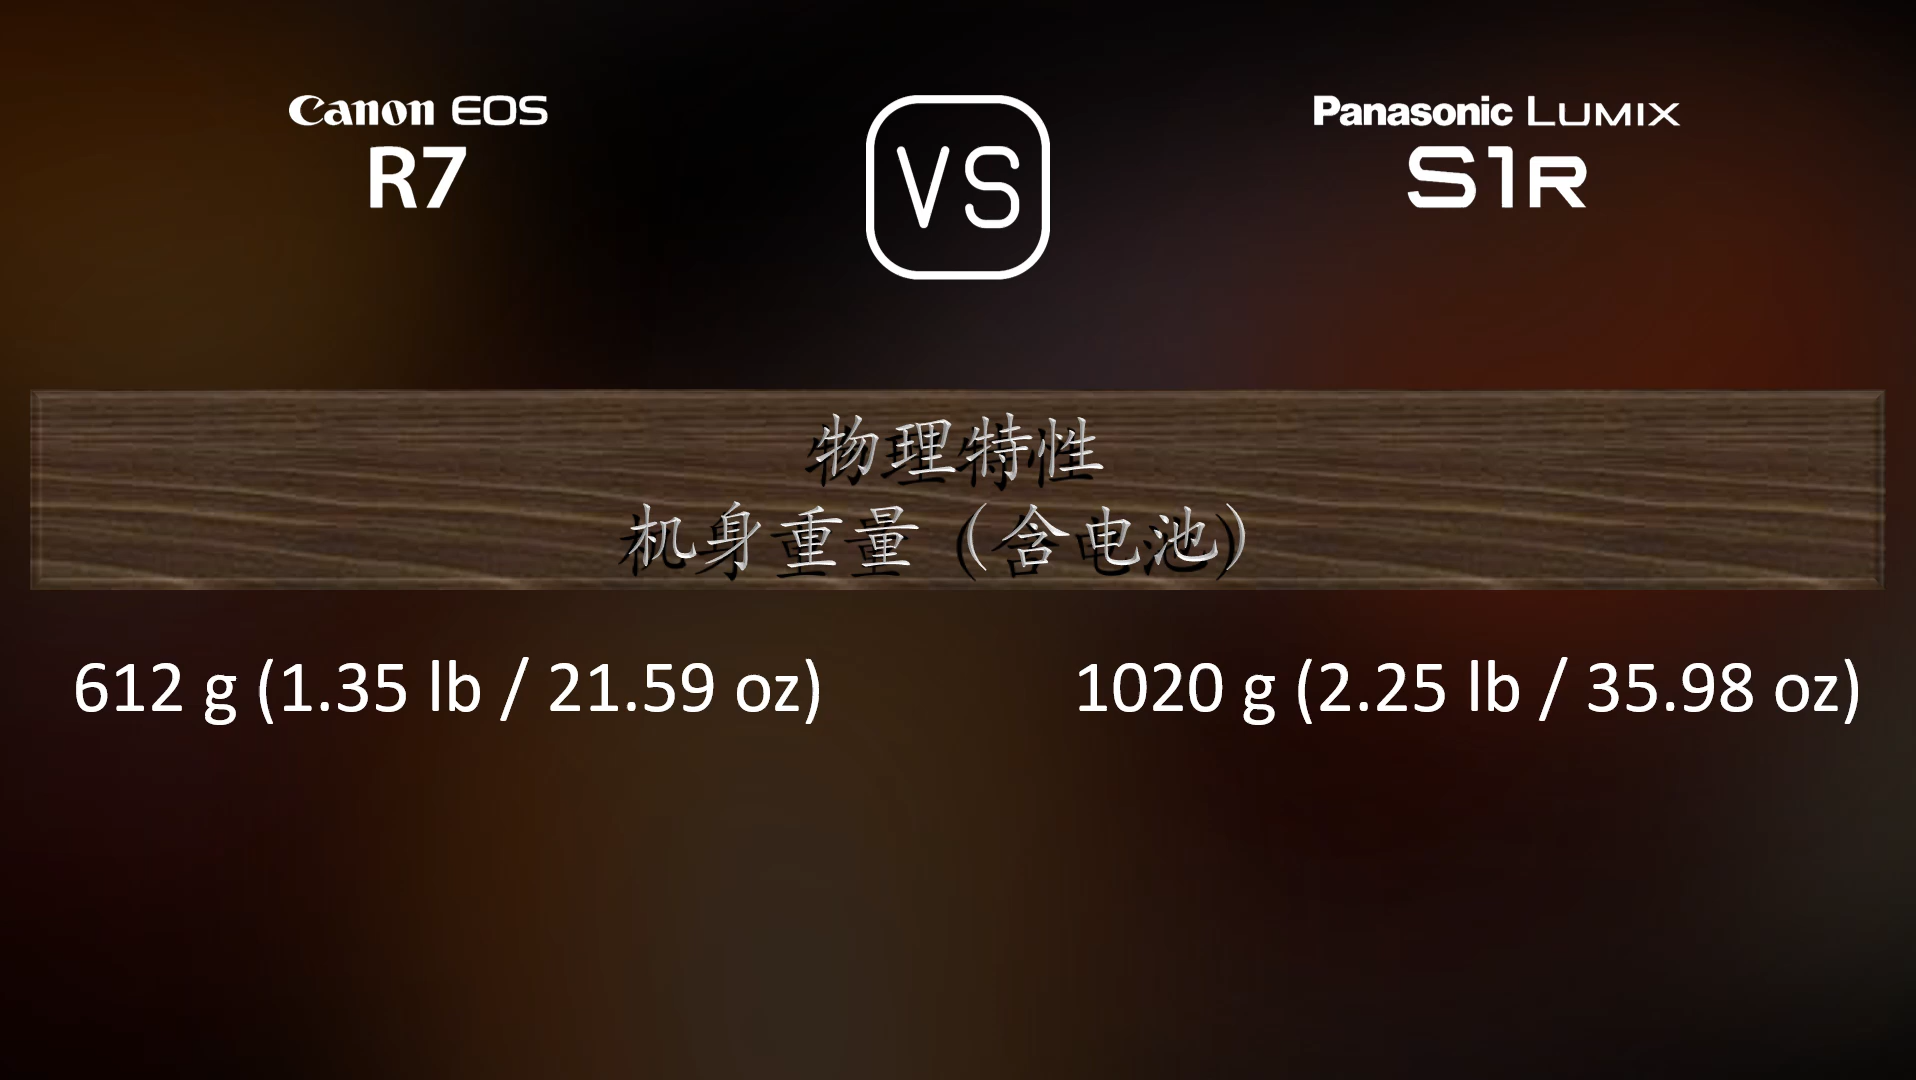 Canon EOS
R7
VS
Panasonic LUMIX
S1R
物理特性
机身重量（含电池）
612 g (1.35 lb / 21.59 oz)
1020 g (2.25 lb / 35.98 oz)